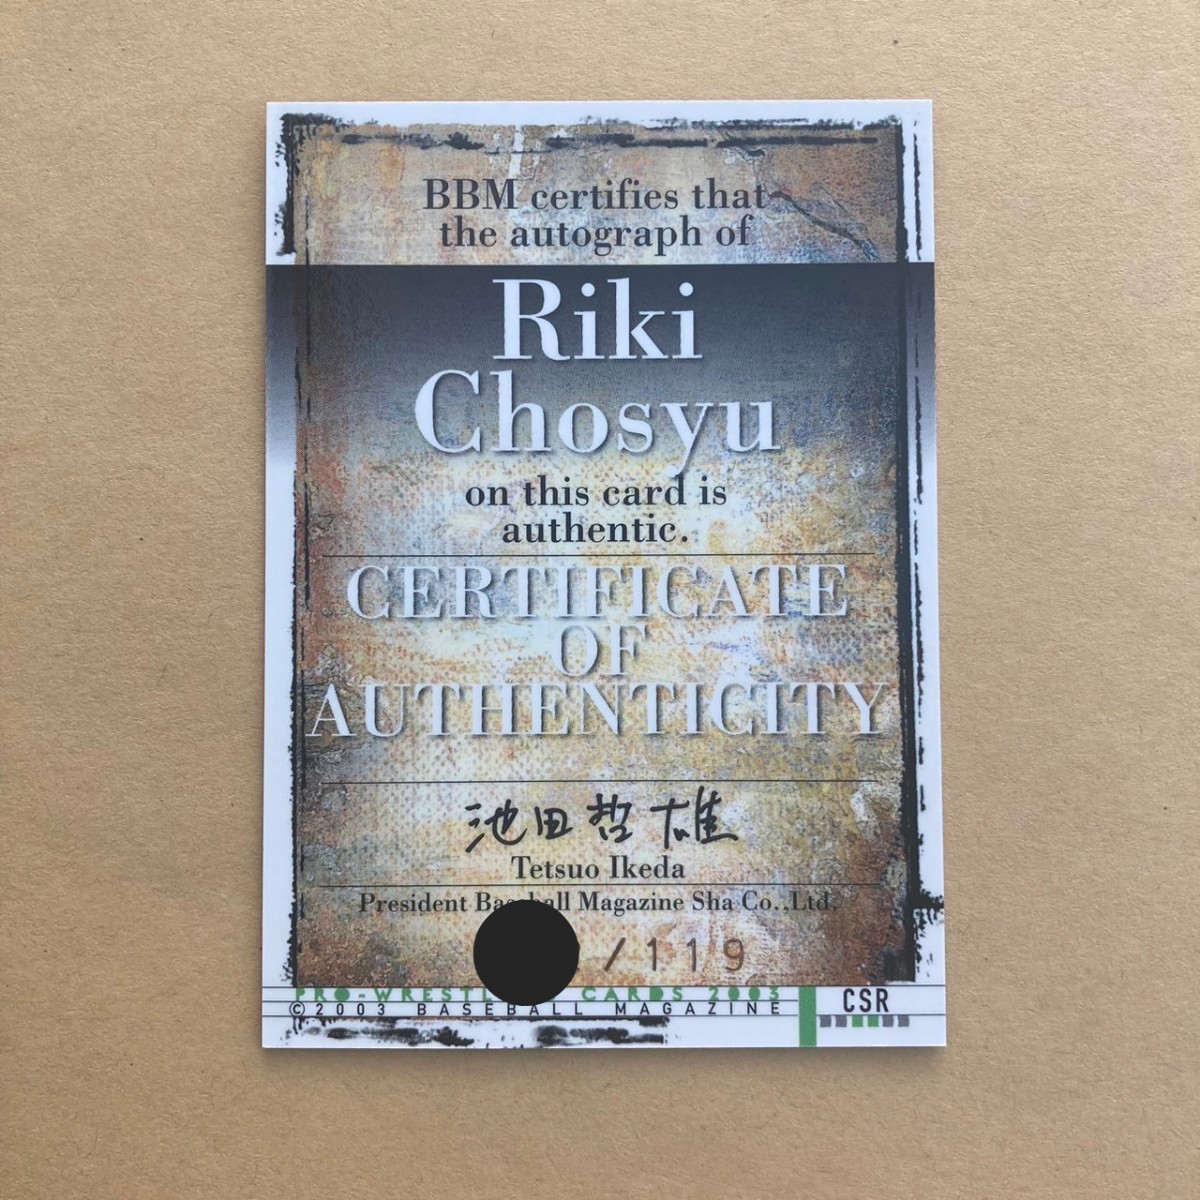 BBM certifies that
the autograph of
Riki
Chosyu
on this card is
authentic.
CERTIFICATE
OF
AUTHENTICITY
池田哲雄
Tetsuo Ikeda
President Baseball Magazine Sha Co.,Ltd.
/119
PRO-WRESTLING CARDS 2003
©2003 BASEBALL MAGAZINE
CSR